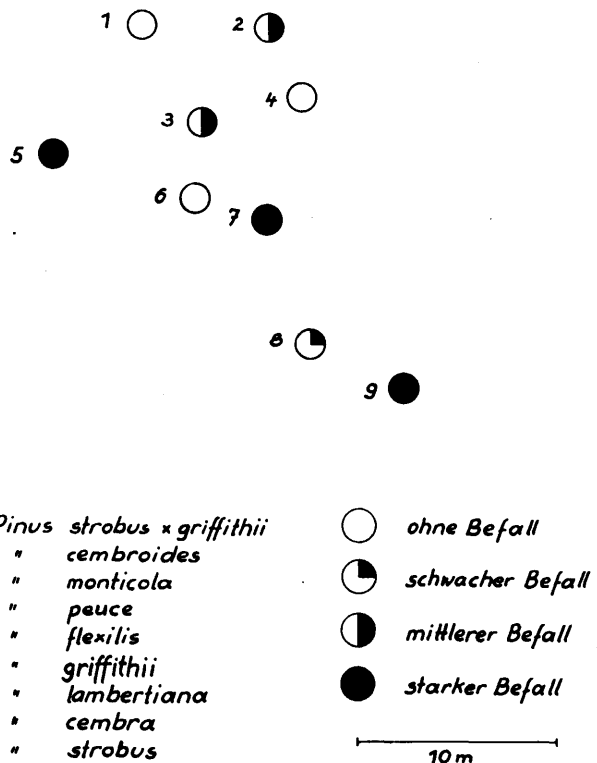 1
2
3
4
5
6
7
8
9
Pinus strobus x griffithii
" cembroides
" monticola
" peuce
" flexilis
" griffithii
" lambertiana
" cembra
" strobus
ohne Befall
schwacher Befall
mittlerer Befall
starker Befall
10 m